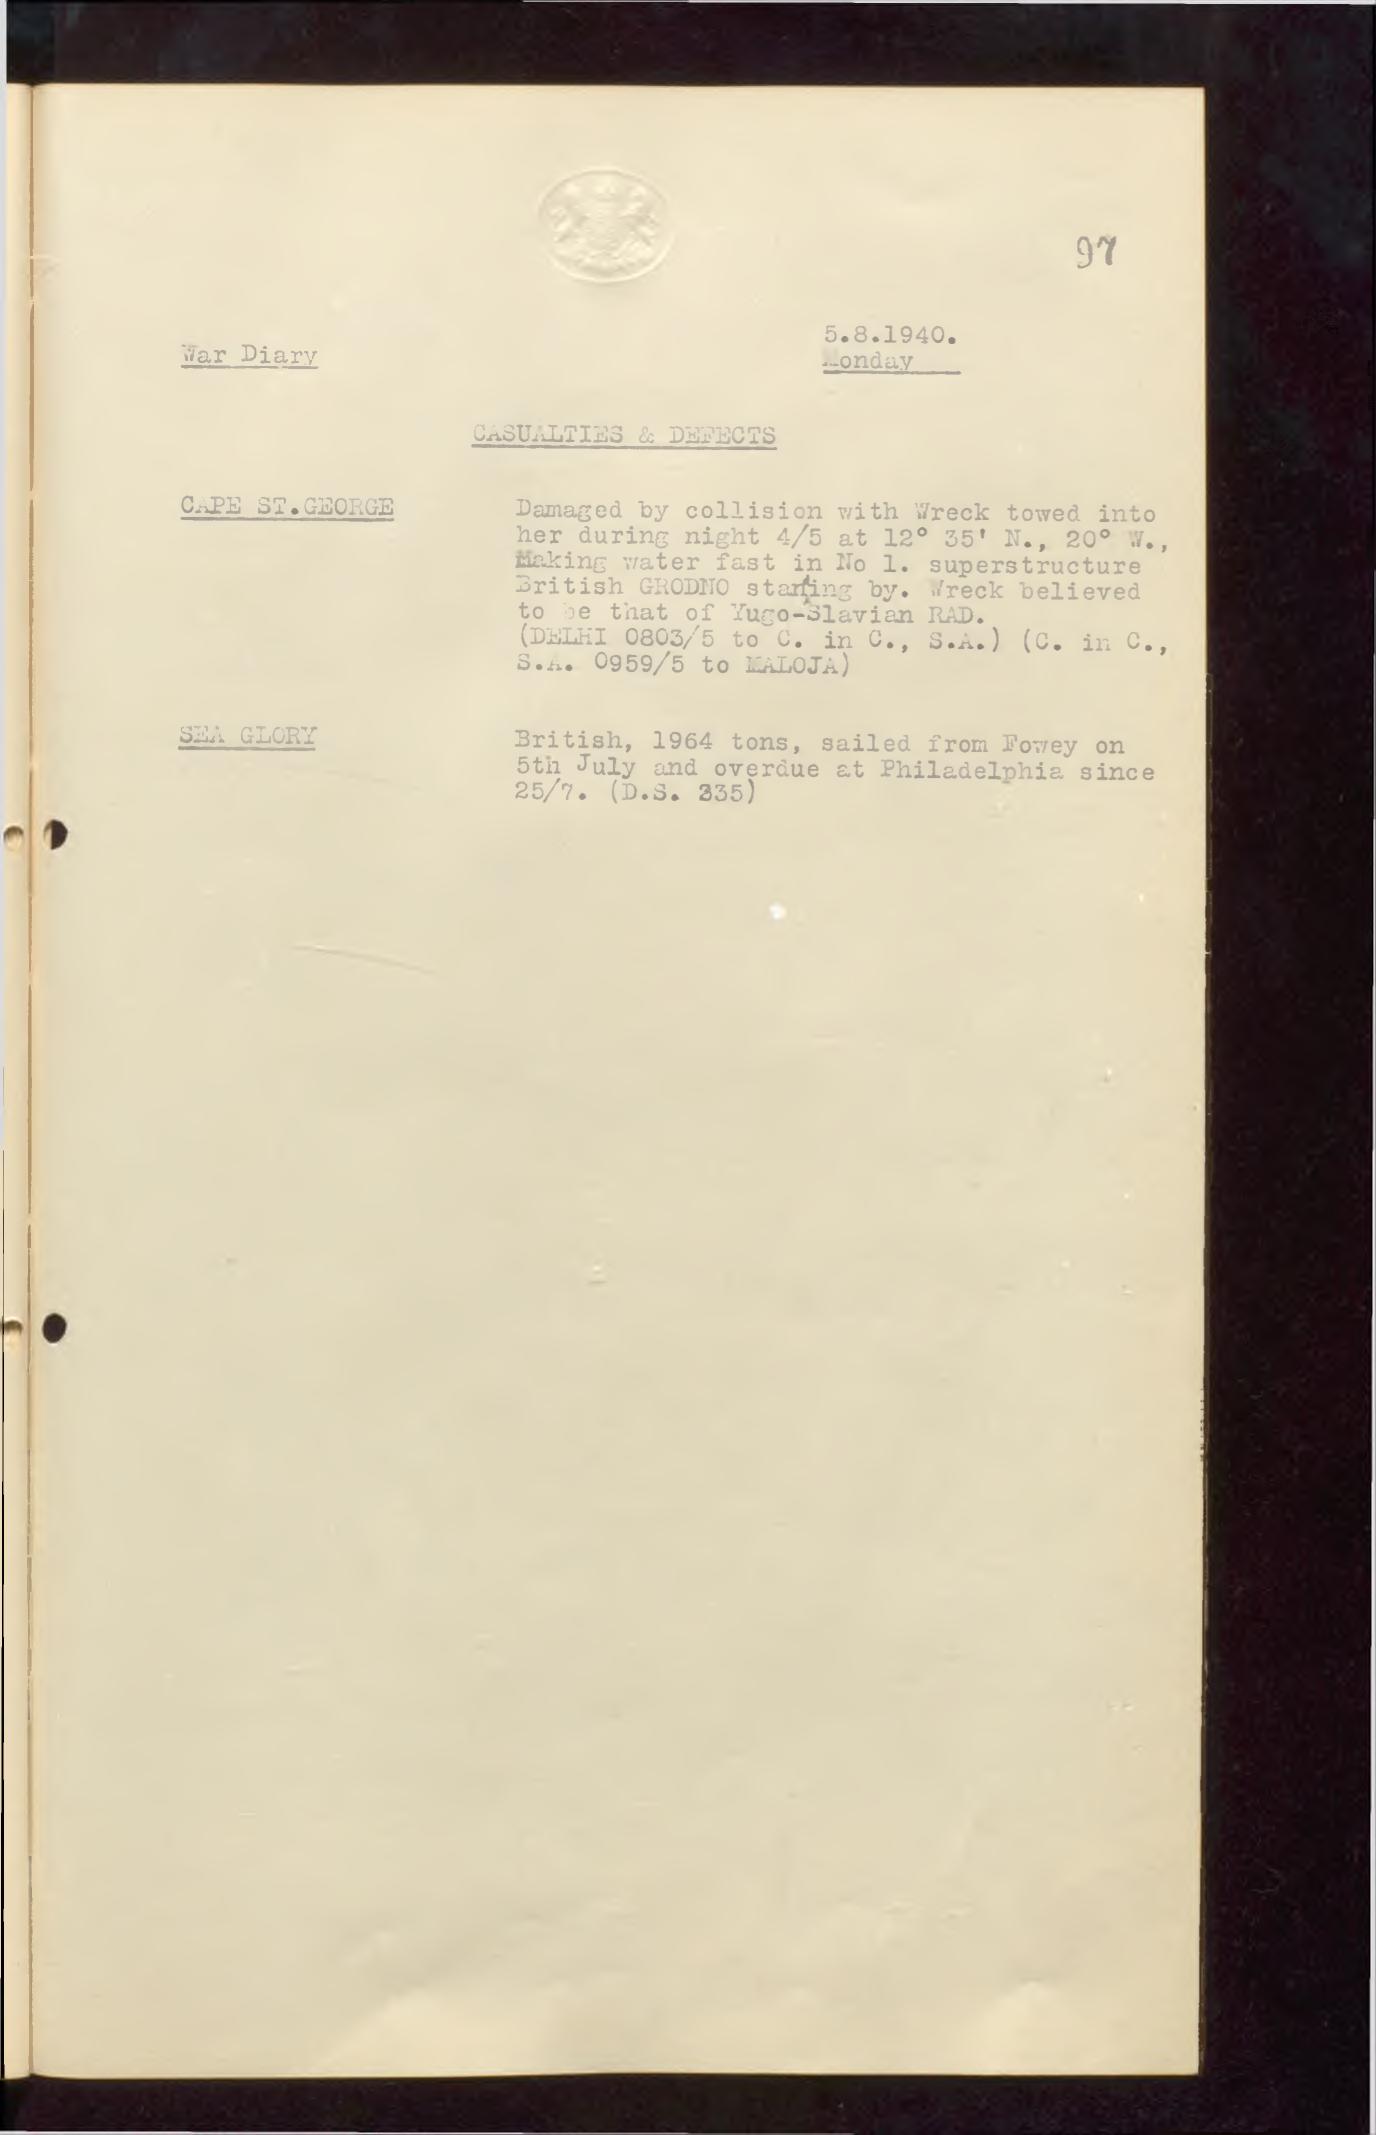 97
5.8.1940.
War Diary
Monday
CASUALTIES & DEFECTS
CAPE ST.GEORGE
Damaged by collision with Wreck towed into
her during night 4/5 at 12° 35' N., 20° W.,
Making water fast in No 1. superstructure
British GRODNO standing by. Wreck believed
to be that of Yugo-Slavian RAD.
(DELHI 0803/5 to C. in C., S.A.) (C. in C.,
S.A. 0959/5 to MALOJA)
SEA GLORY
British, 1964 tons, sailed from Fowey on
5th July and overdue at Philadelphia since
25/7. (D.S. 235)